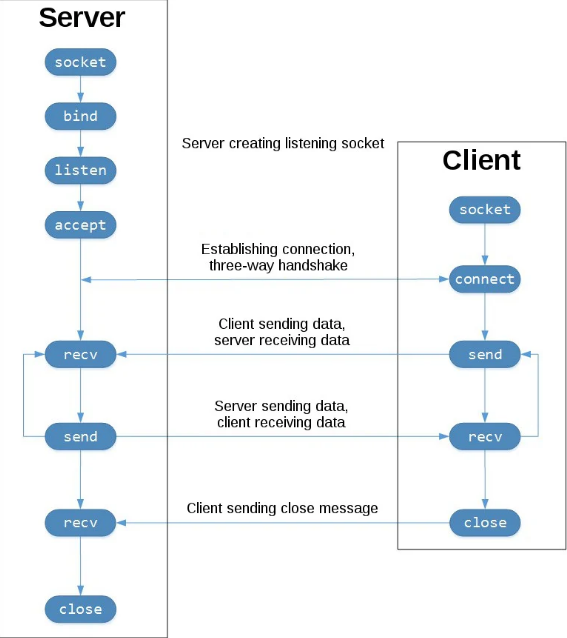 Server
socket
bind
listen
accept
recv
send
recv
close
Server creating listening socket
Establishing connection,
three-way handshake
Client sending data,
server receiving data
Server sending data,
client receiving data
Client sending close message
Client
socket
connect
send
recv
close